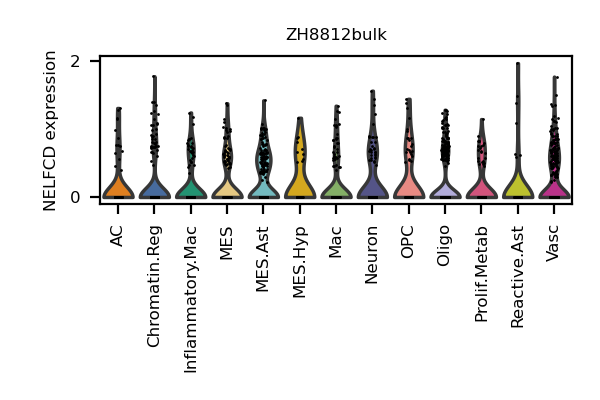 ZH8812bulk
NELFCD expression
2
0
AC
Chromatin.Reg
Inflammatory.Mac
MES
MES.Ast
MES.Hyp
Mac
Neuron
OPC
Oligo
Prolif.Metab
Reactive.Ast
Vasc